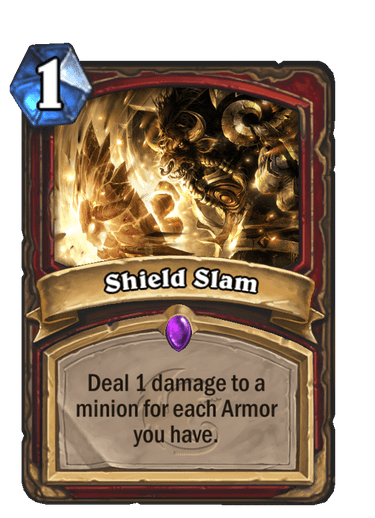 1
Shield Slam
Deal 1 damage to a
minion for each Armor
you have.